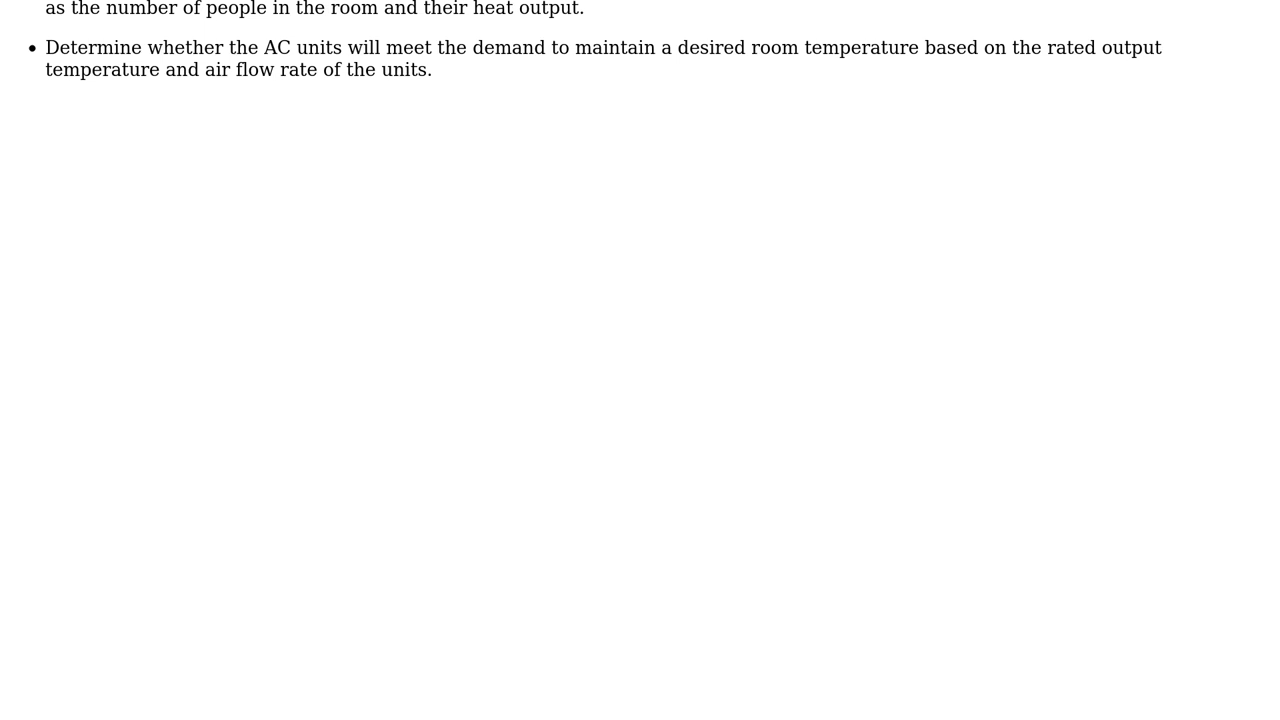 as the number of people in the room and their heat output.
• Determine whether the AC units will meet the demand to maintain a desired room temperature based on the rated output
temperature and air flow rate of the units.